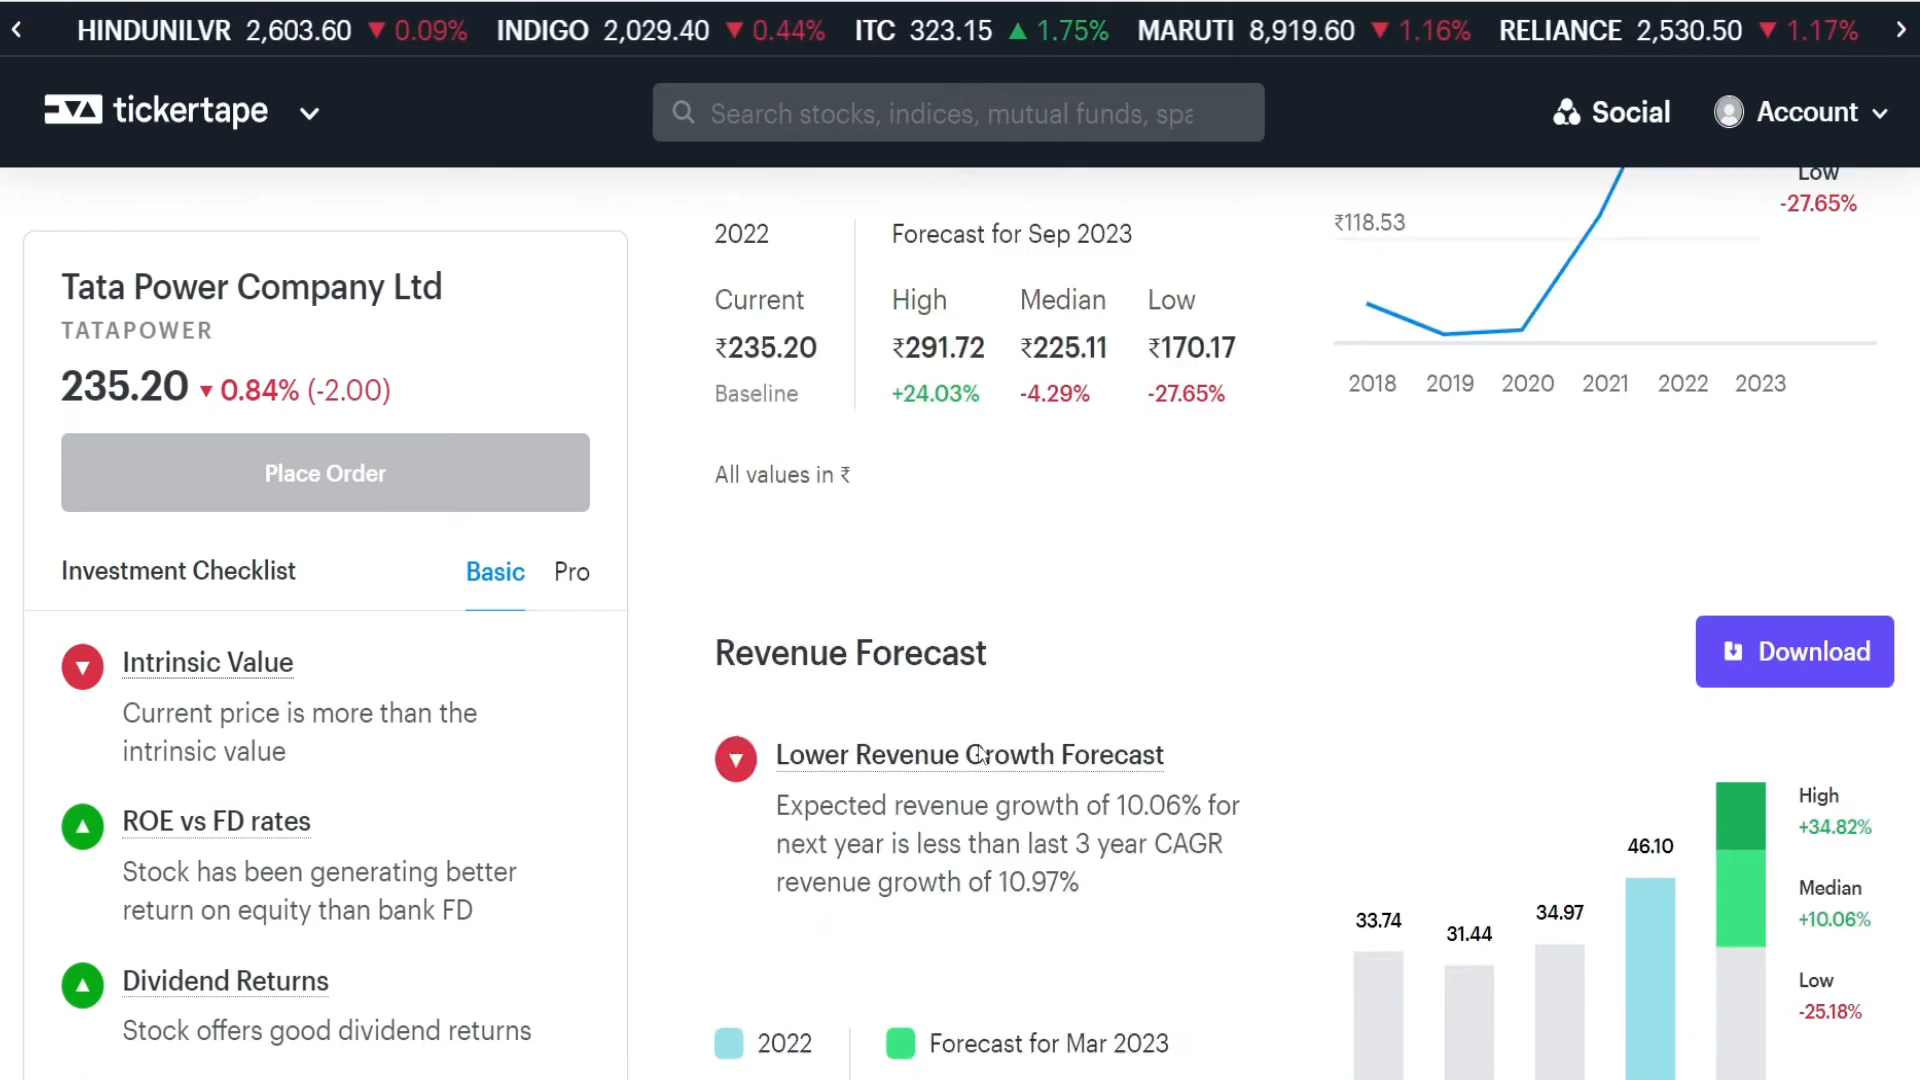 HINDUNILVR 2,603.60 ▼ 0.09% INDIGO 2,029.40 ▼ 0.44% ITC 323.15 ▲ 1.75% MARUTI 8,919.60 ▼ 1.16% RELIANCE 2,530.50 ▼ 1.17%
tickertape
Search stocks, indices, mutual funds, spa
Social
Account
Tata Power Company Ltd
TATAPOWER
235.20 ▼ 0.84% (-2.00)
Place Order
Investment Checklist
Basic
Pro
Intrinsic Value
Current price is more than the
intrinsic value
ROE vs FD rates
Stock has been generating better
return on equity than bank FD
Dividend Returns
Stock offers good dividend returns
2022
Forecast for Sep 2023
Current High Median Low
₹235.20 ₹291.72 ₹225.11 ₹170.17
Baseline +24.03% -4.29% -27.65%
All values in ₹
Low
-27.65%
₹118.53
2018 2019 2020 2021 2022 2023
Revenue Forecast
Download
Lower Revenue Growth Forecast
Expected revenue growth of 10.06% for
next year is less than last 3 year CAGR
revenue growth of 10.97%
2022
Forecast for Mar 2023
33.74
31.44
34.97
46.10
High
+34.82%
Median
+10.06%
Low
-25.18%